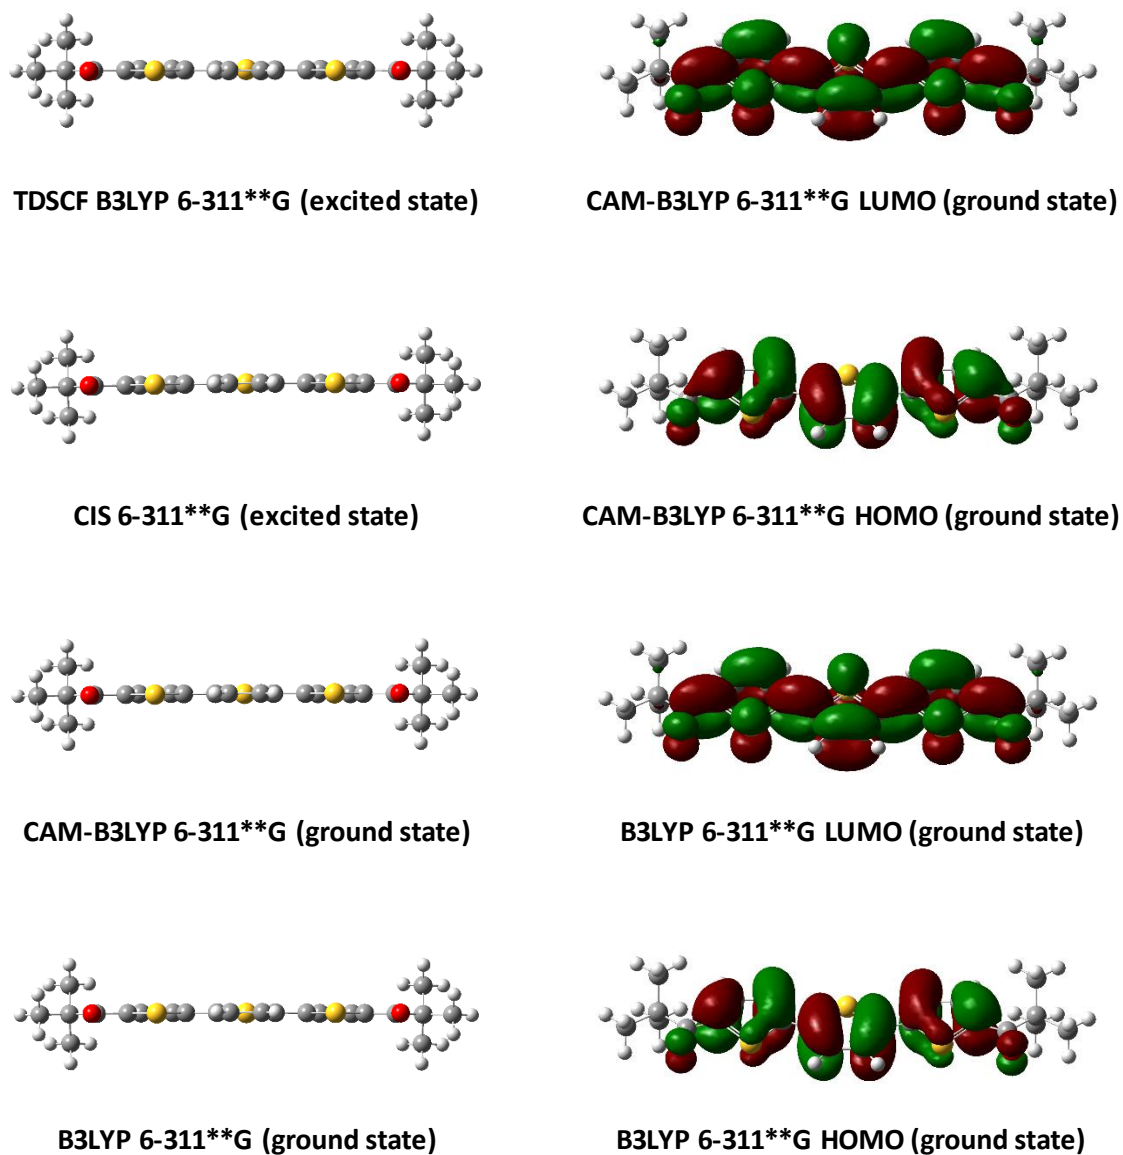 TDSCF B3LYP 6-311**G (excited state)
CAM-B3LYP 6-311**G LUMO (ground state)
CIS 6-311**G (excited state)
CAM-B3LYP 6-311**G HOMO (ground state)
CAM-B3LYP 6-311**G (ground state)
B3LYP 6-311**G LUMO (ground state)
B3LYP 6-311**G (ground state)
B3LYP 6-311**G HOMO (ground state)